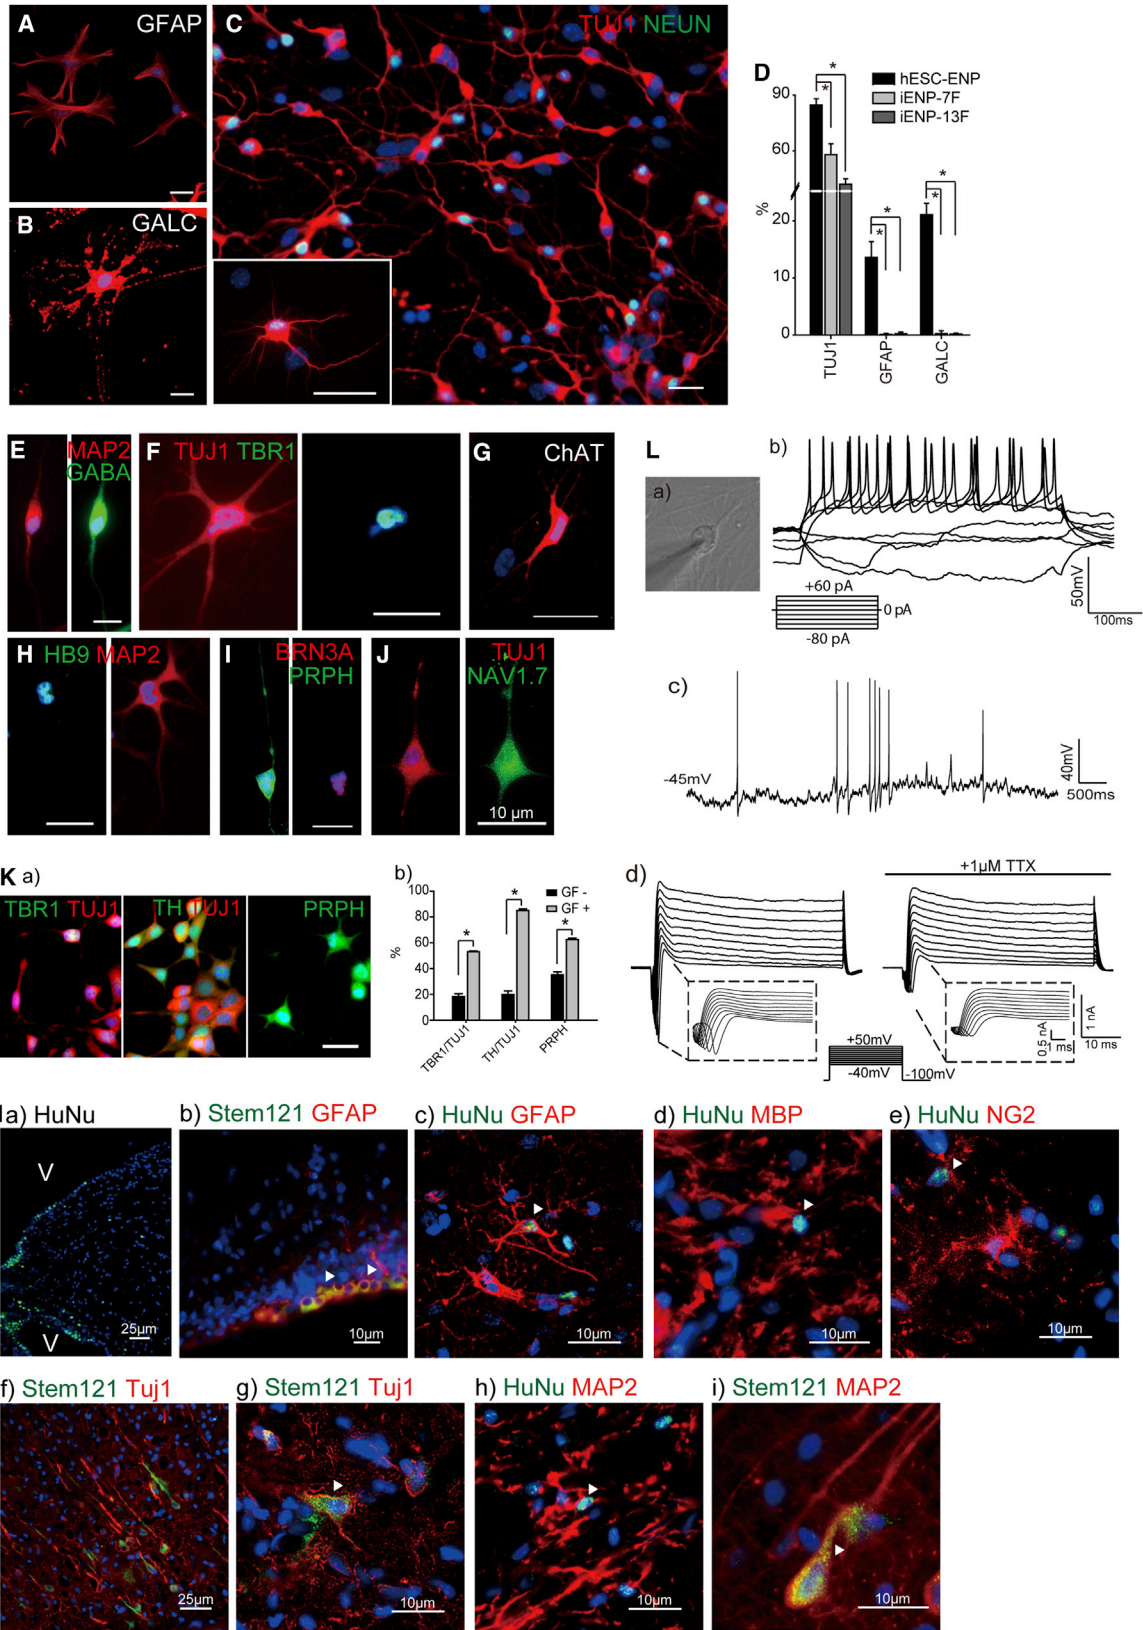 A GFAP
B GALC
C TUJ1 NEUN
D
hESC-ENP
iENP-7F
iENP-13F
90
60
20
10
0
%
* *
* *
* *
TUJ1
GFAP
GALC
E MAP2
GABA
F TUJ1 TBR1
G ChAT
H HB9 MAP2
I BRN3A
PRPH
J TUJ1
NAV1.7
10 µm
K a)
TBR1 TUJ1
TH TUJ1
PRPH
b)
100
80
60
40
20
0
%
GF -
GF +
* * *
TBR1/TUJ1
TH/TUJ1
PRPH
L
a)
b)
+60 pA
0 pA
-80 pA
50mV
100ms
c)
-45mV
40mV
500ms
d)
+1µM TTX
+50mV
-40mV
-100mV
0.5 nA
1 ms
1 nA
10 ms
a) HuNu
V
V
25µm
b) Stem121 GFAP
10µm
c) HuNu GFAP
10µm
d) HuNu MBP
10µm
e) HuNu NG2
10µm
f) Stem121 Tuj1
25µm
g) Stem121 Tuj1
10µm
h) HuNu MAP2
10µm
i) Stem121 MAP2
10µm